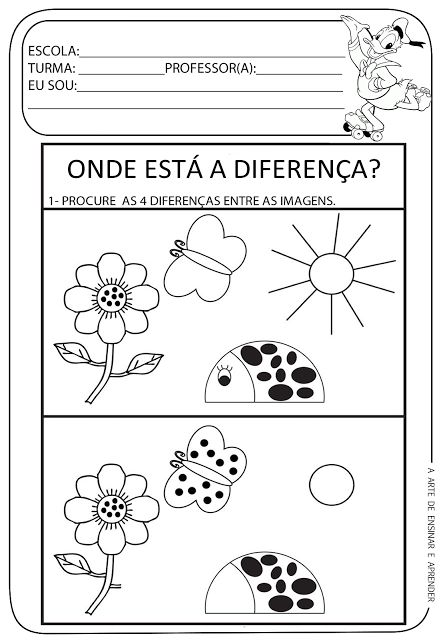 ESCOLA:
TURMA: PROFESSOR(A):
EU SOU:
ONDE ESTÁ A DIFERENÇA?
1- PROCURE AS 4 DIFERENÇAS ENTRE AS IMAGENS.
A ARTE DE ENSINAR E APRENDER